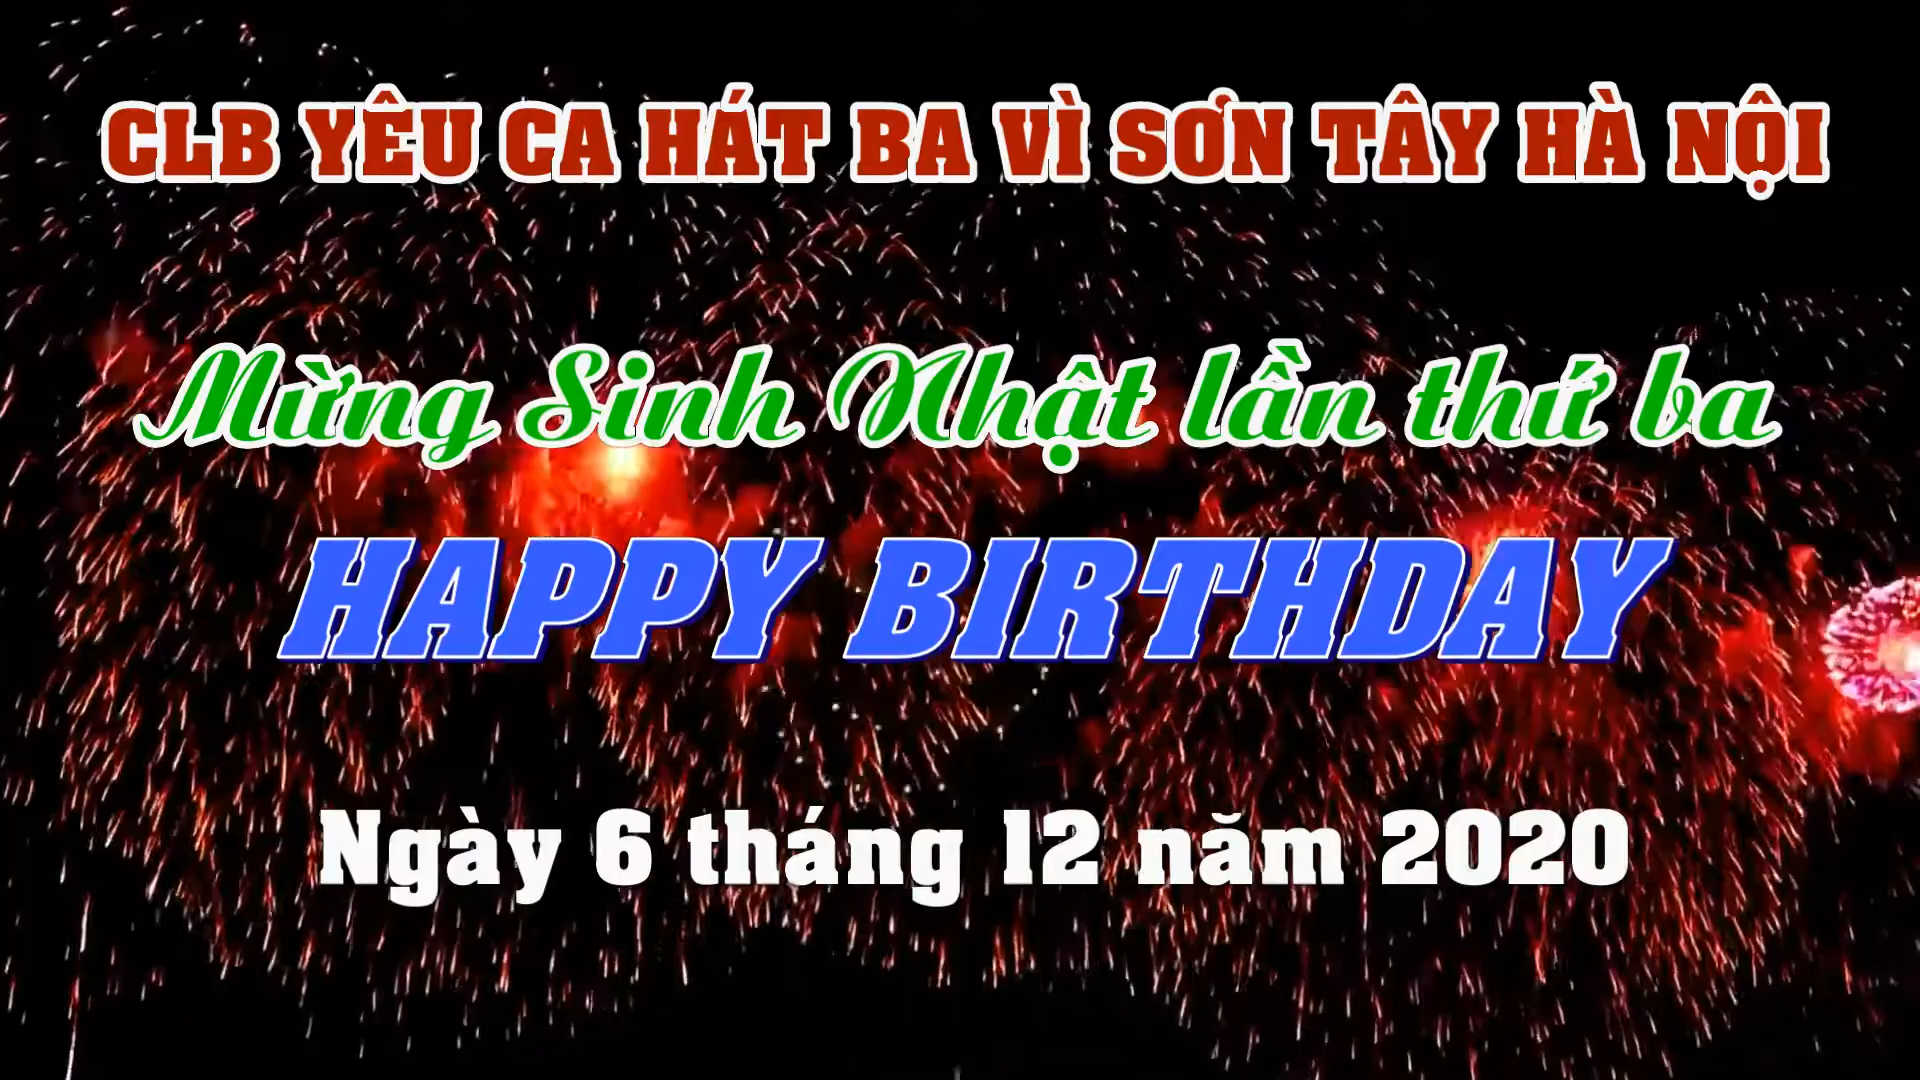 CLB YÊU CA HÁT BA VÌ SƠN TÂY HÀ NỘI
Mừng Sinh Nhật lần thứ ba
HAPPY BIRTHDAY
Ngày 6 tháng 12 năm 2020